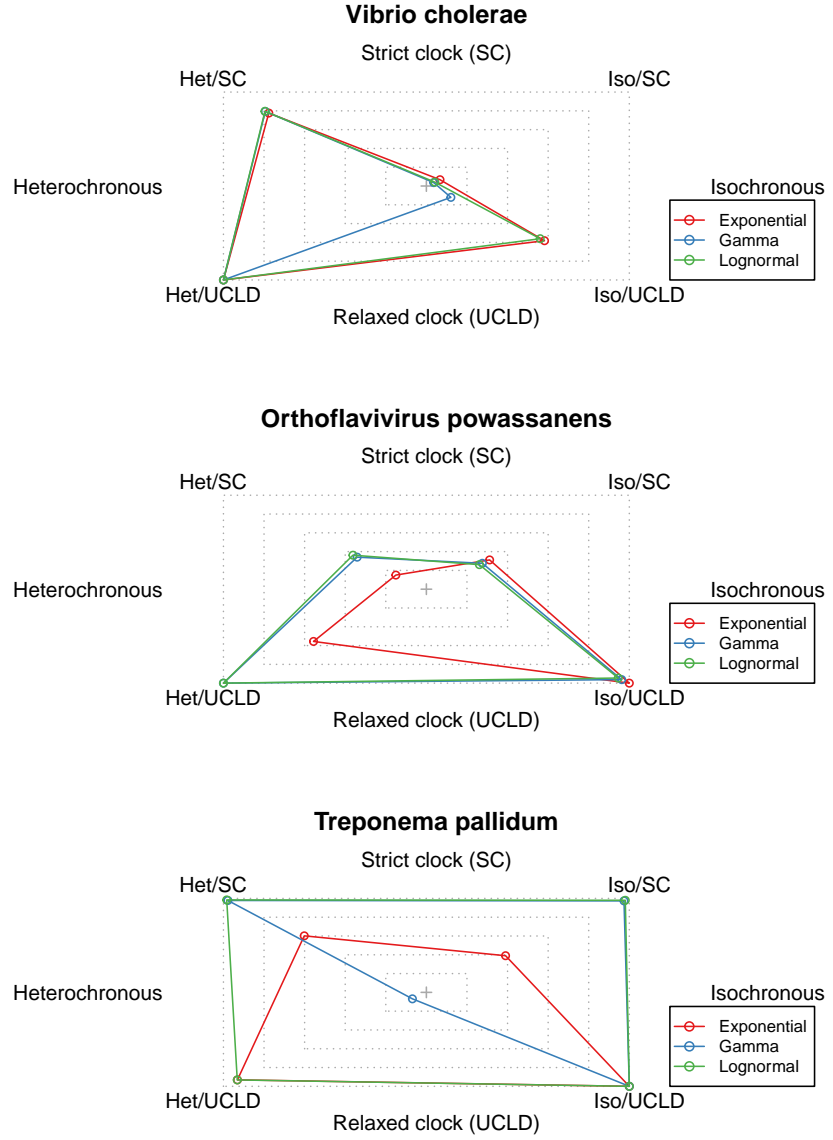 Vibrio cholerae
Strict clock (SC)
Het/SC Iso/SC
Heterochronous Isochronous
Exponential
Gamma
Lognormal
Het/UCLD Iso/UCLD
Relaxed clock (UCLD)
Orthoflavivirus powassanens
Strict clock (SC)
Het/SC Iso/SC
Heterochronous Isochronous
Exponential
Gamma
Lognormal
Het/UCLD Iso/UCLD
Relaxed clock (UCLD)
Treponema pallidum
Strict clock (SC)
Het/SC Iso/SC
Heterochronous Isochronous
Exponential
Gamma
Lognormal
Het/UCLD Iso/UCLD
Relaxed clock (UCLD)